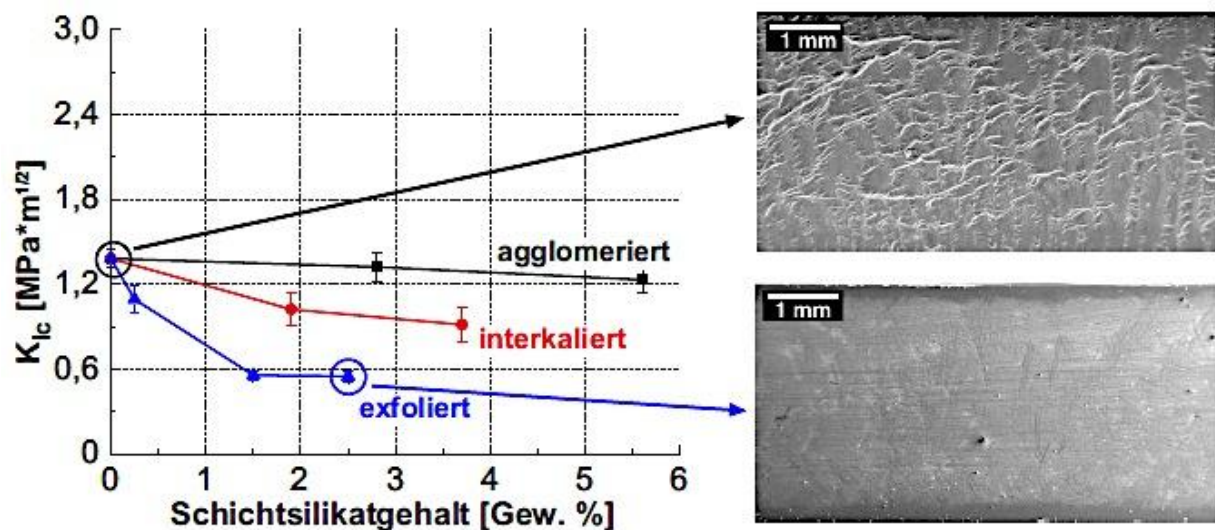 3,0
2,4
1,8
1,2
0,6
0
K_Ic [MPa*m^1/2]
agglomeriert
interkaliert
exfoliert
0 1 2 3 4 5 6
Schichtsilikatgehalt [Gew. %]
1 mm
1 mm